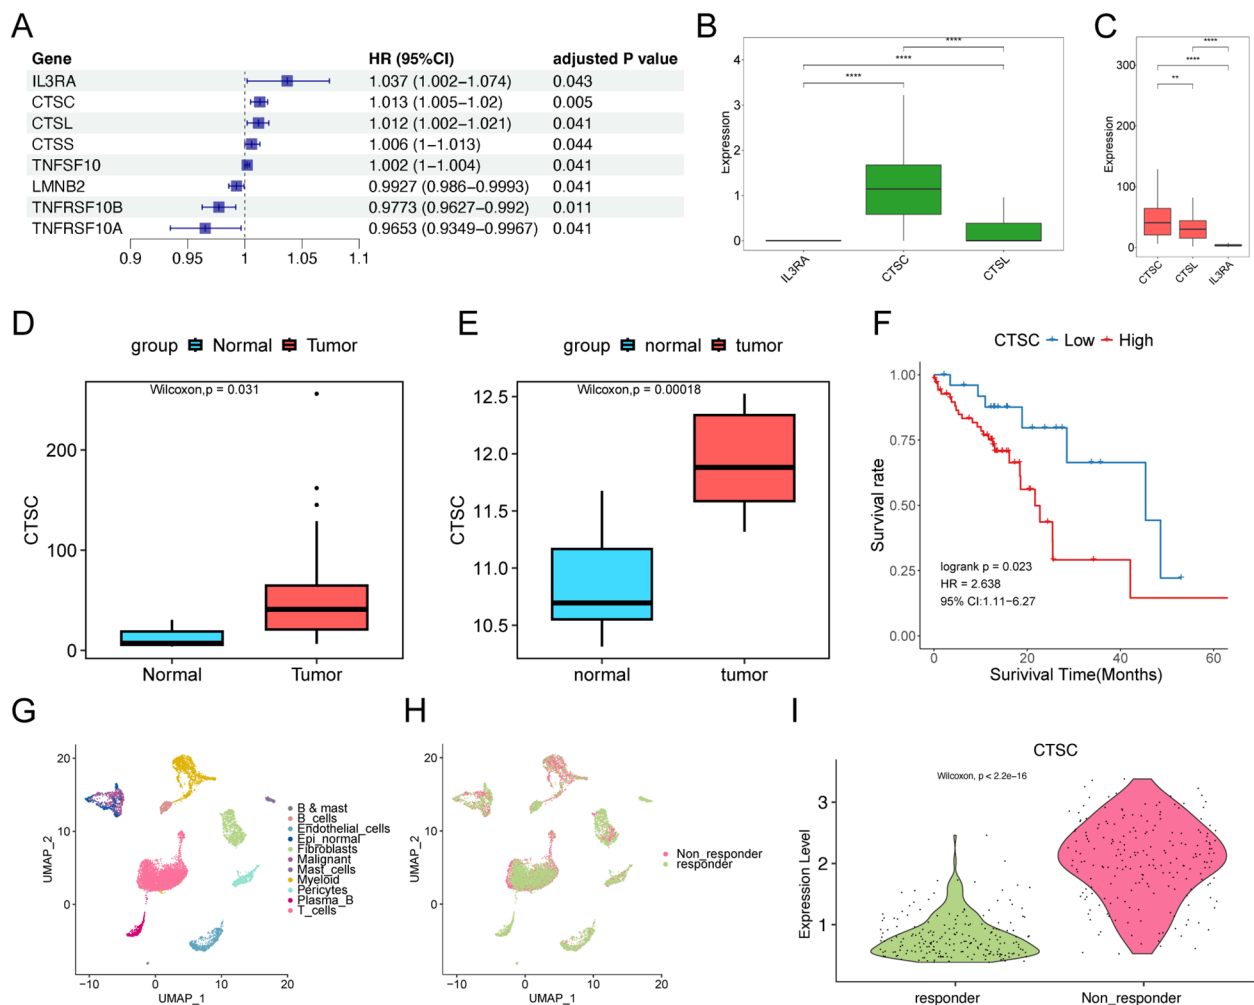 A
Gene HR (95%CI) adjusted P value
IL3RA 1.037 (1.002−1.074) 0.043
CTSC 1.013 (1.005−1.02) 0.005
CTSL 1.012 (1.002−1.021) 0.041
CTSS 1.006 (1−1.013) 0.044
TNFSF10 1.002 (1−1.004) 0.041
LMNB2 0.9927 (0.986−0.9993) 0.041
TNFRSF10B 0.9773 (0.9627−0.992) 0.011
TNFRSF10A 0.9653 (0.9349−0.9967) 0.041
0.9 0.95 1 1.05 1.1
B
****
****
****
4
3
2
1
0
Expression
IL3RA CTSC CTSL
C
****
****
**
300
200
100
0
Expression
CTSC CTSL IL3RA
D
group Normal Tumor
Wilcoxon,p = 0.031
200
100
0
CTSC
Normal Tumor
E
group normal tumor
Wilcoxon,p = 0.00018
12.5
12.0
11.5
11.0
10.5
CTSC
normal tumor
F
CTSC Low High
1.00
0.75
0.50
0.25
0.00
Survival rate
logrank p = 0.023
HR = 2.638
95% CI:1.11−6.27
0 20 40 60
Surivival Time(Months)
G
20
10
0
UMAP_2
−10 0 10 20
UMAP_1
B & mast
B_cells
Endothelial_cells
Epi_normal
Fibroblasts
Malignant
Mast_cells
Myeloid
Pericytes
Plasma_B
T_cells
H
20
10
0
UMAP_2
−10 0 10 20
UMAP_1
Non_responder
responder
I
CTSC
Wilcoxon, p < 2.2e−16
3
2
1
Expression Level
responder Non_responder